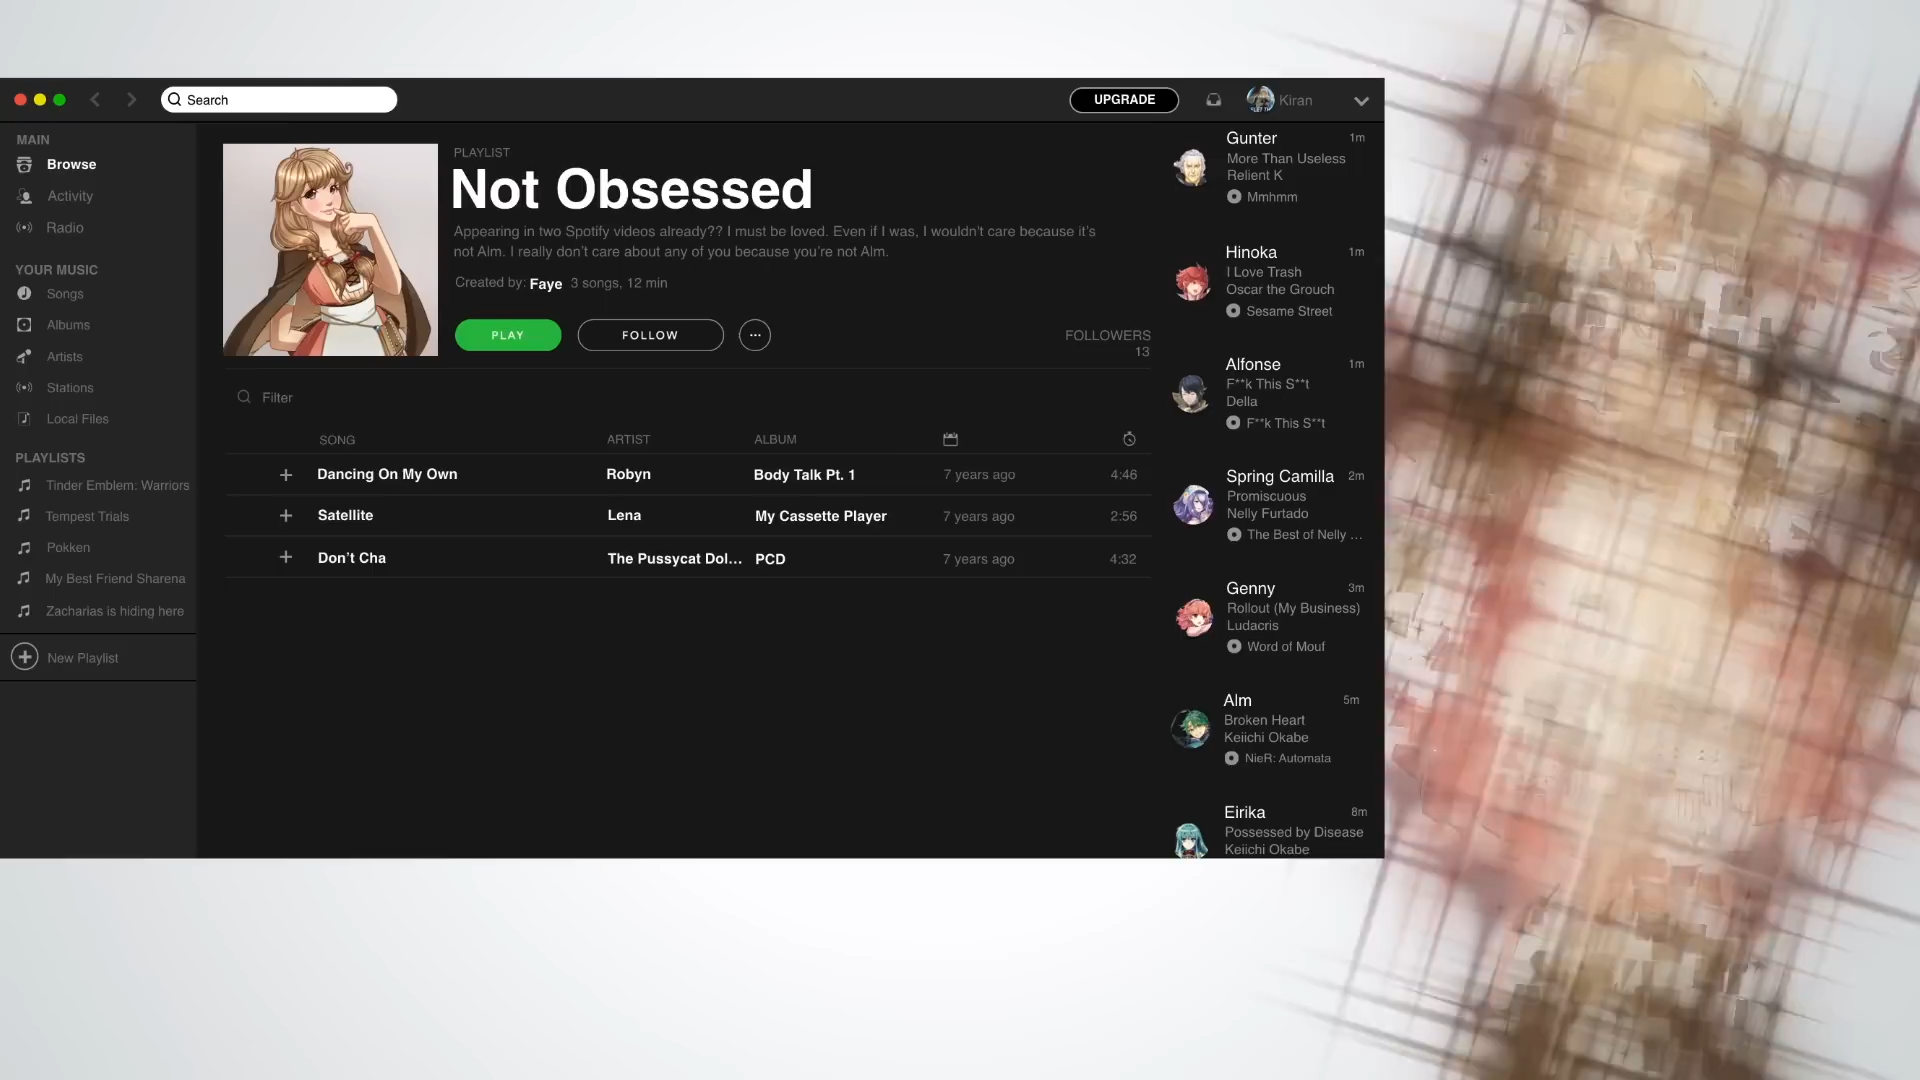 Search
UPGRADE
Kiran
MAIN
Browse
Activity
Radio
YOUR MUSIC
Songs
Albums
Artists
Stations
Local Files
PLAYLISTS
Tinder Emblem: Warriors
Tempest Trials
Pokken
My Best Friend Sharena
Zacharias is hiding here
New Playlist
PLAYLIST
Not Obsessed
Appearing in two Spotify videos already?? I must be loved. Even if I was, I wouldn't care because it's
not Alm. I really don't care about any of you because you're not Alm.
Created by: Faye 3 songs, 12 min
PLAY
FOLLOW
FOLLOWERS
13
Filter
SONG ARTIST ALBUM
Dancing On My Own Robyn Body Talk Pt. 1 7 years ago 4:46
Satellite Lena My Cassette Player 7 years ago 2:56
Don't Cha The Pussycat Dol... PCD 7 years ago 4:32
Gunter 1m
More Than Useless
Relient K
Mmhmm
Hinoka 1m
I Love Trash
Oscar the Grouch
Sesame Street
Alfonse 1m
F**k This S**t
Della
F**k This S**t
Spring Camilla 2m
Promiscuous
Nelly Furtado
The Best of Nelly ...
Genny 3m
Rollout (My Business)
Ludacris
Word of Mouf
Alm 5m
Broken Heart
Keiichi Okabe
NieR: Automata
Eirika 8m
Possessed by Disease
Keiichi Okabe